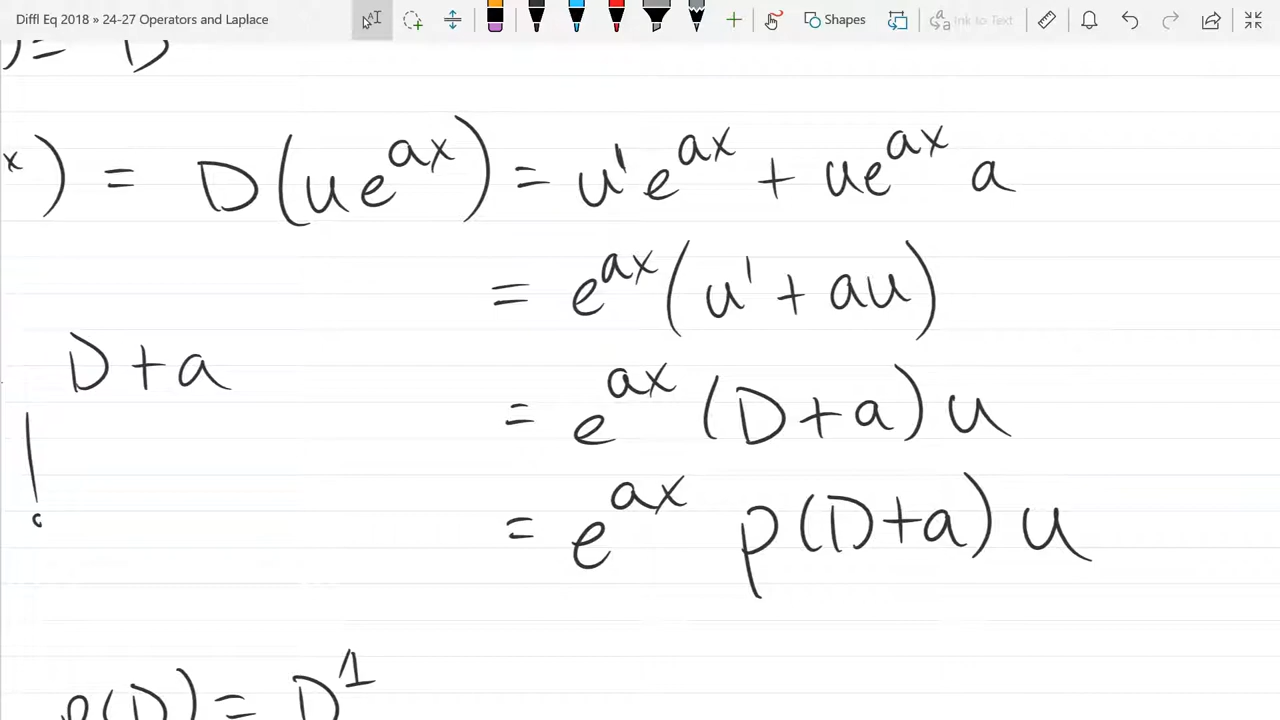 Diffl Eq 2018 » 24-27 Operators and Laplace
Shapes
Ink to Text
) = D
x) = D(ue^{ax}) = u'e^{ax} + ue^{ax} a
= e^{ax}(u' + au)
D+a
= e^{ax} (D+a)u
!
= e^{ax} p(D+a)u
p(D) = D^1